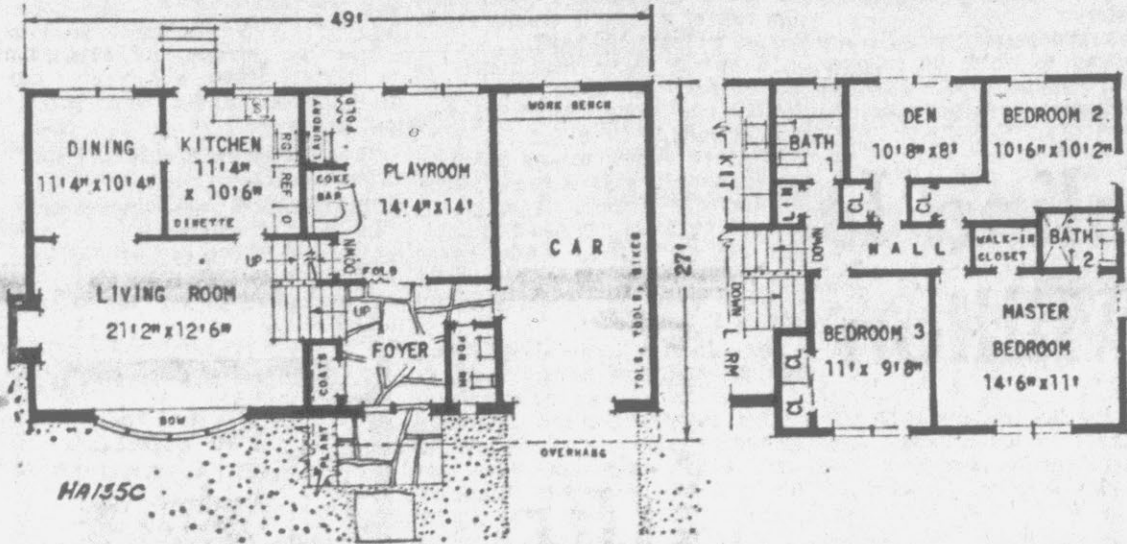 49'
DINING
11'4"x10'4"
KITCHEN
11'4"
x
10'6"
DINETTE
S
RGE
REF
O
LAUNDRY
FOLD
COKE
BAR
PLAYROOM
14'4"x14'
WORK BENCH
CAR
TOLS, TOOLS, BIKES
27'
LIVING ROOM
21'2"x12'6"
UP
DOWN
FOLD
UP
FOYER
COATS
PDR RM
BOW
PLANT
OVERHANG
HA135C
KIT
BATH
LIN
CL
CL
DEN
10'8"x8'
BEDROOM 2.
10'6"x10'2"
DOWN
HALL
WALK-IN
CLOSET
BATH
2
DOWN
RM
BEDROOM 3
11'x 9'8"
CL
CL
MASTER
BEDROOM
14'6"x11'